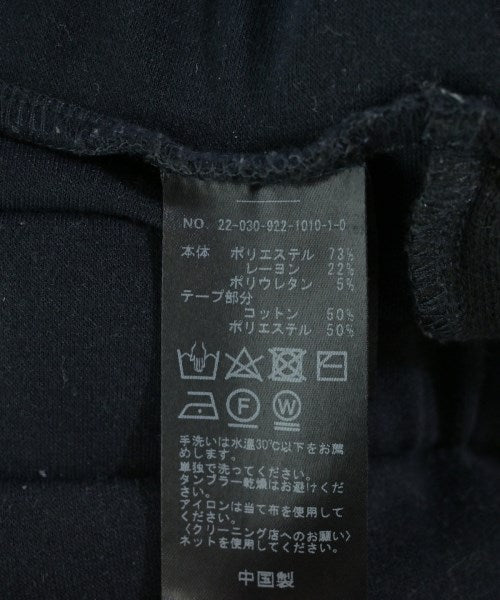 NO. 22-030-922-1010-1-0
本体 ポリエステル 73%
レーヨン 22%
ポリウレタン 5%
テープ部分
コットン 50%
ポリエステル 50%
F W
手洗いは水温30℃以下をお薦
めします。
単独で洗ってください。
タンブラー乾燥はお避けくだ
さい。
アイロンは当て布を使用して
ください。
〈クリーニング店へのお願い〉
ネットを使用してください。
中国製